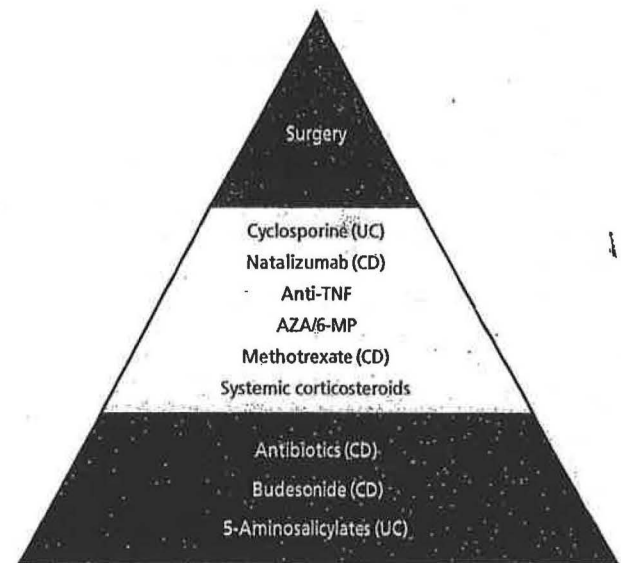 Surgery
Cyclosporine (UC)
Natalizumab (CD)
Anti-TNF
AZA/6-MP
Methotrexate (CD)
Systemic corticosteroids
Antibiotics (CD)
Budesonide (CD)
5-Aminosalicylates (UC)